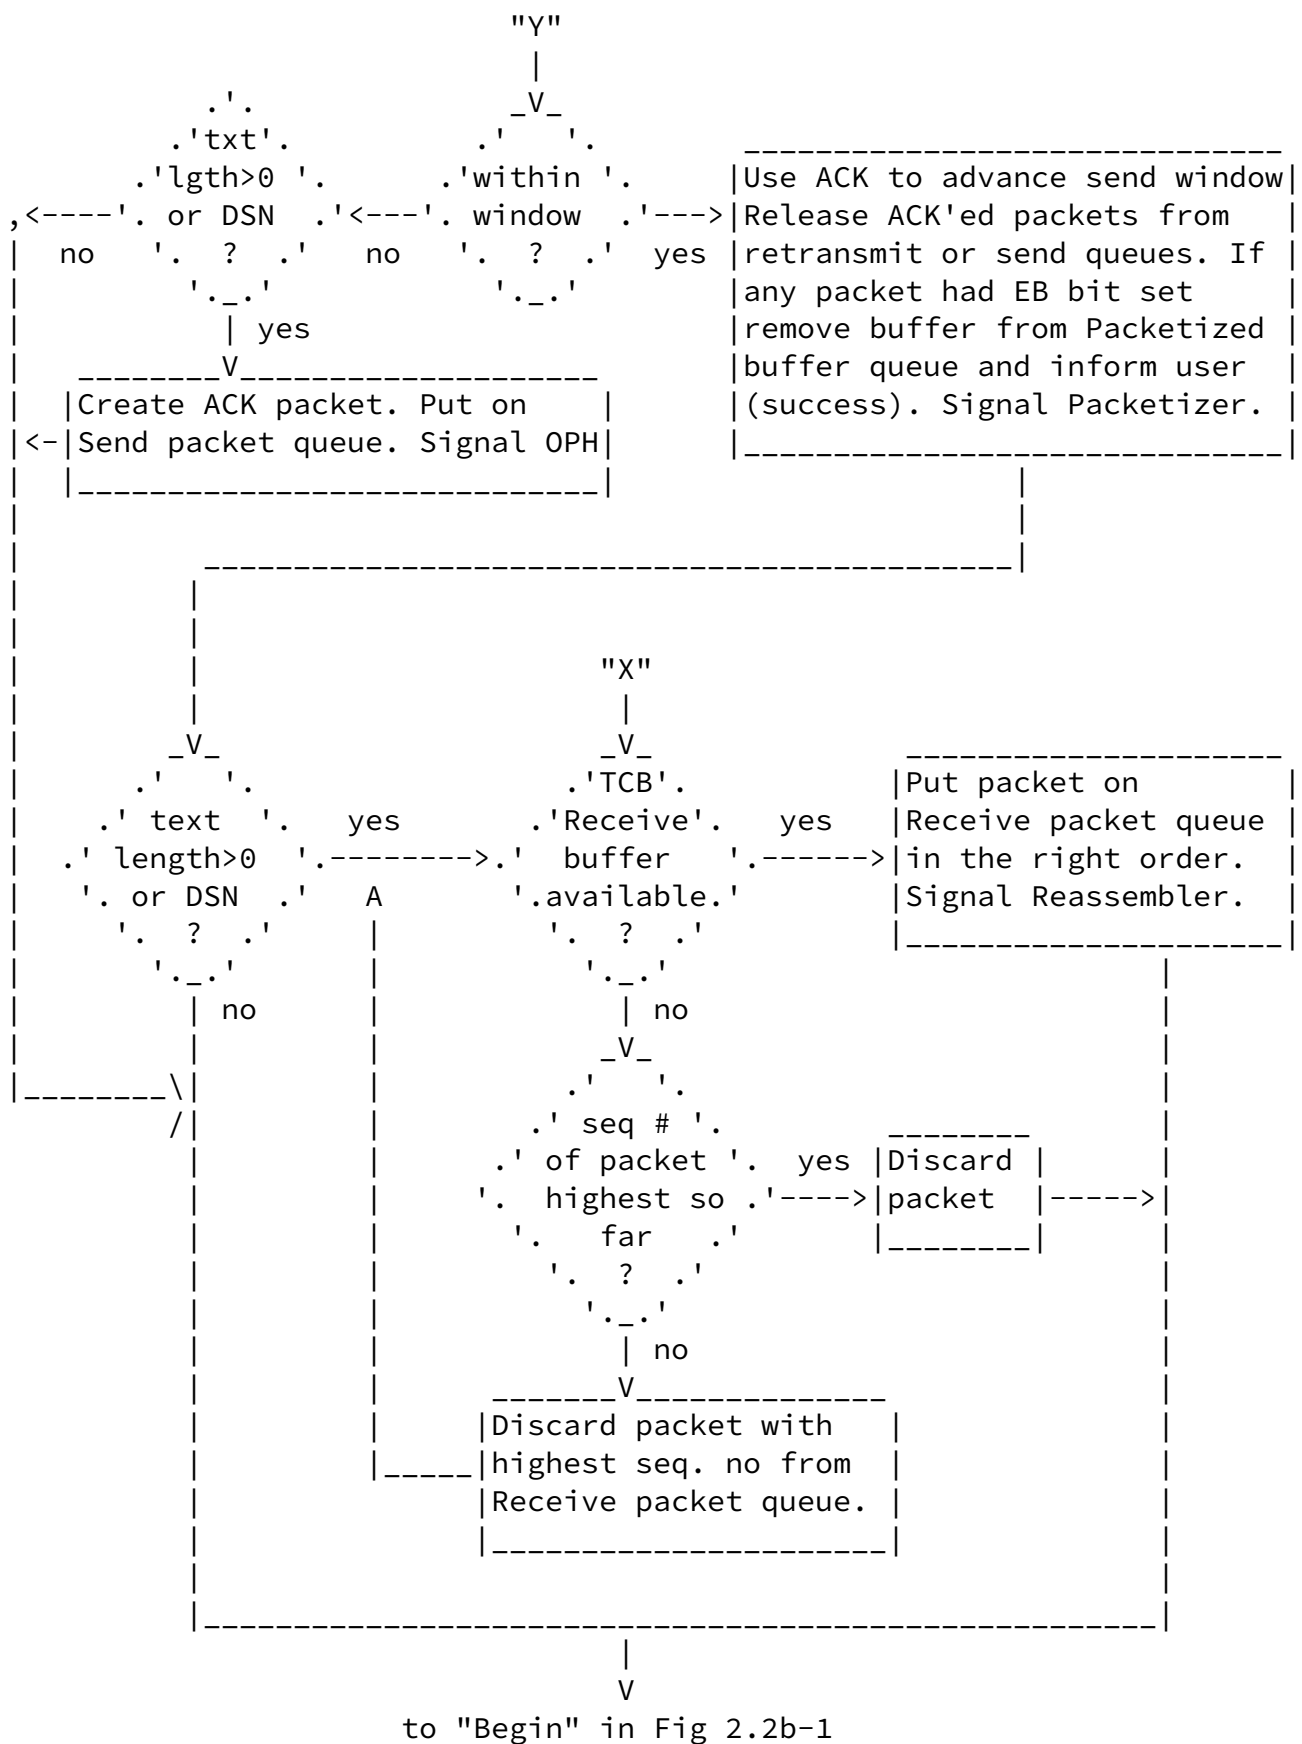 "Y"
txt
lgth>0
or DSN
?
no
yes
within
window
?
no
yes
Use ACK to advance send window
Release ACK'ed packets from
retransmit or send queues. If
any packet had EB bit set
remove buffer from Packetized
buffer queue and inform user
(success). Signal Packetizer.
Create ACK packet. Put on
Send packet queue. Signal OPH
"X"
text
length>0
or DSN
?
yes
no
A
TCB
Receive
buffer
available.
?
yes
no
Put packet on
Receive packet queue
in the right order.
Signal Reassembler.
seq #
of packet
highest so
far
?
yes
no
Discard
packet
Discard packet with
highest seq. no from
Receive packet queue.
to "Begin" in Fig 2.2b-1